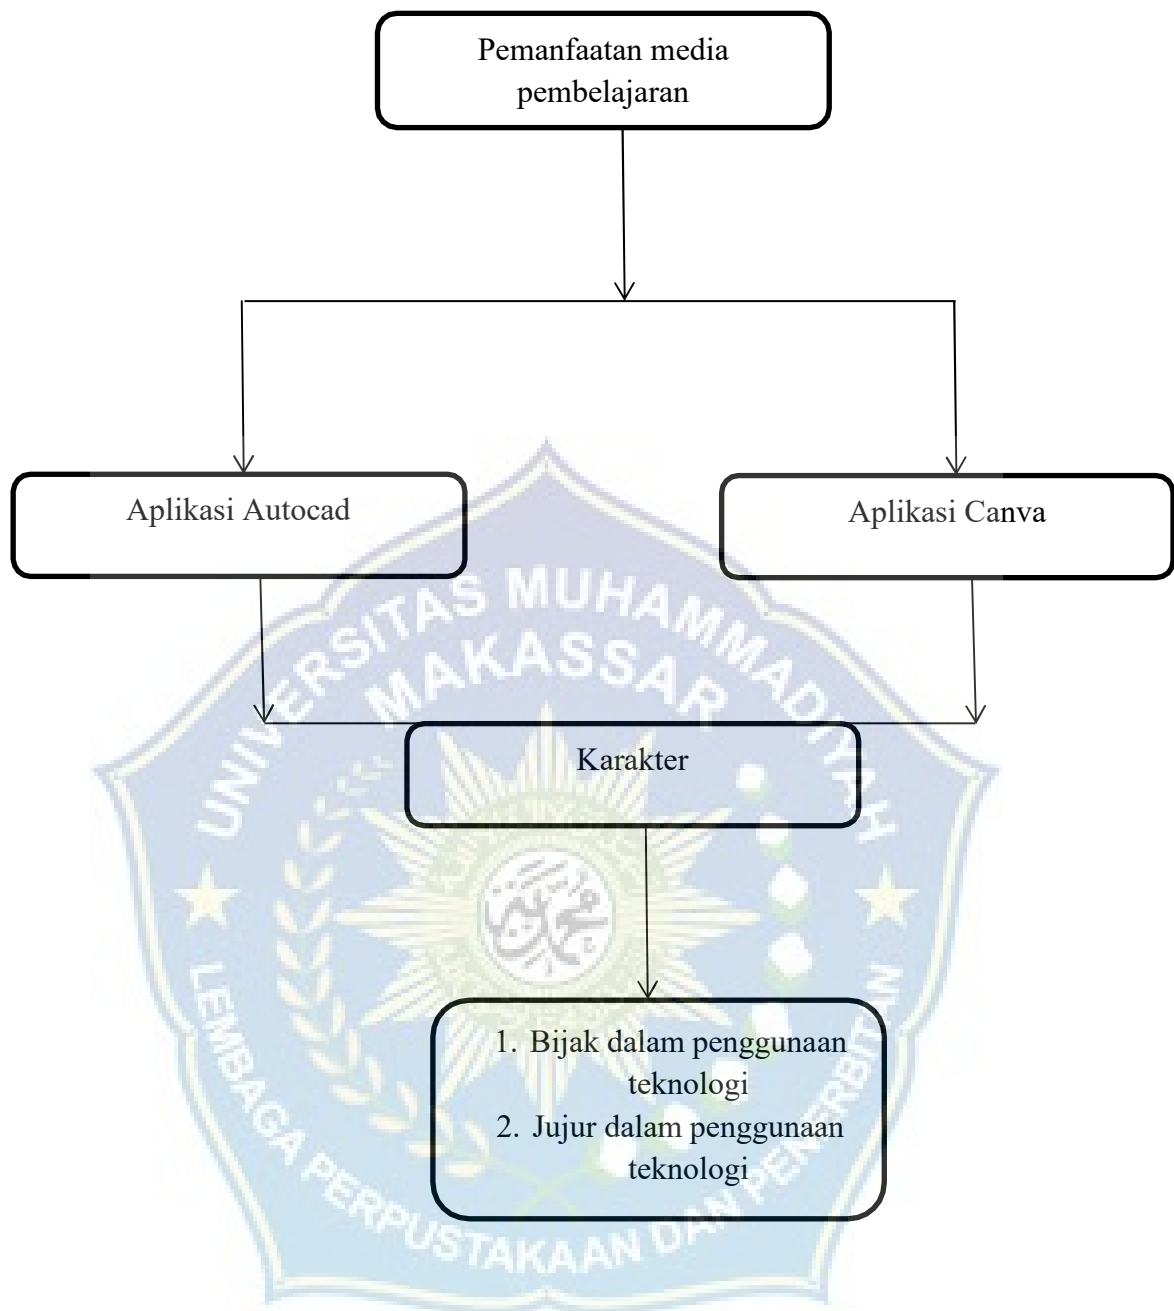 Pemanfaatan media
pembelajaran
Aplikasi Autocad
Aplikasi Canva
UNIVERSITAS MUHAMMADIYAH
MAKASSAR
Karakter
1. Bijak dalam penggunaan
teknologi
2. Jujur dalam penggunaan
teknologi
LEMBAGA PERPUSTAKAAN DAN PENERBITAN